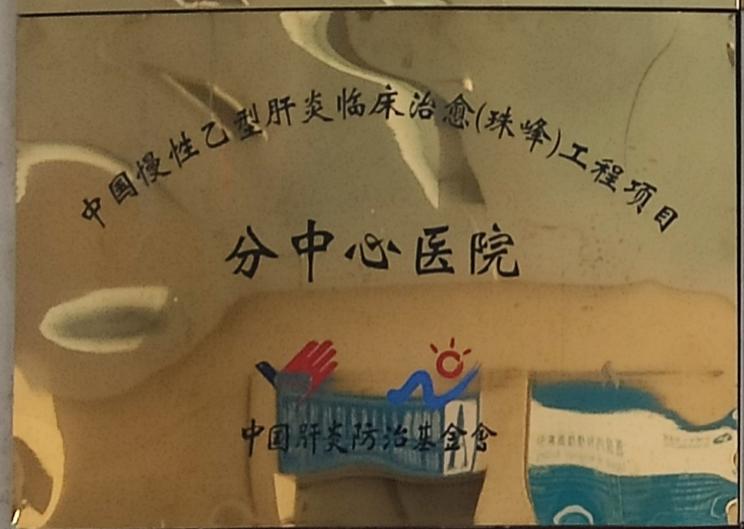 中国慢性乙型肝炎临床治愈(珠峰)工程项目
分中心医院
中国肝炎防治基金會